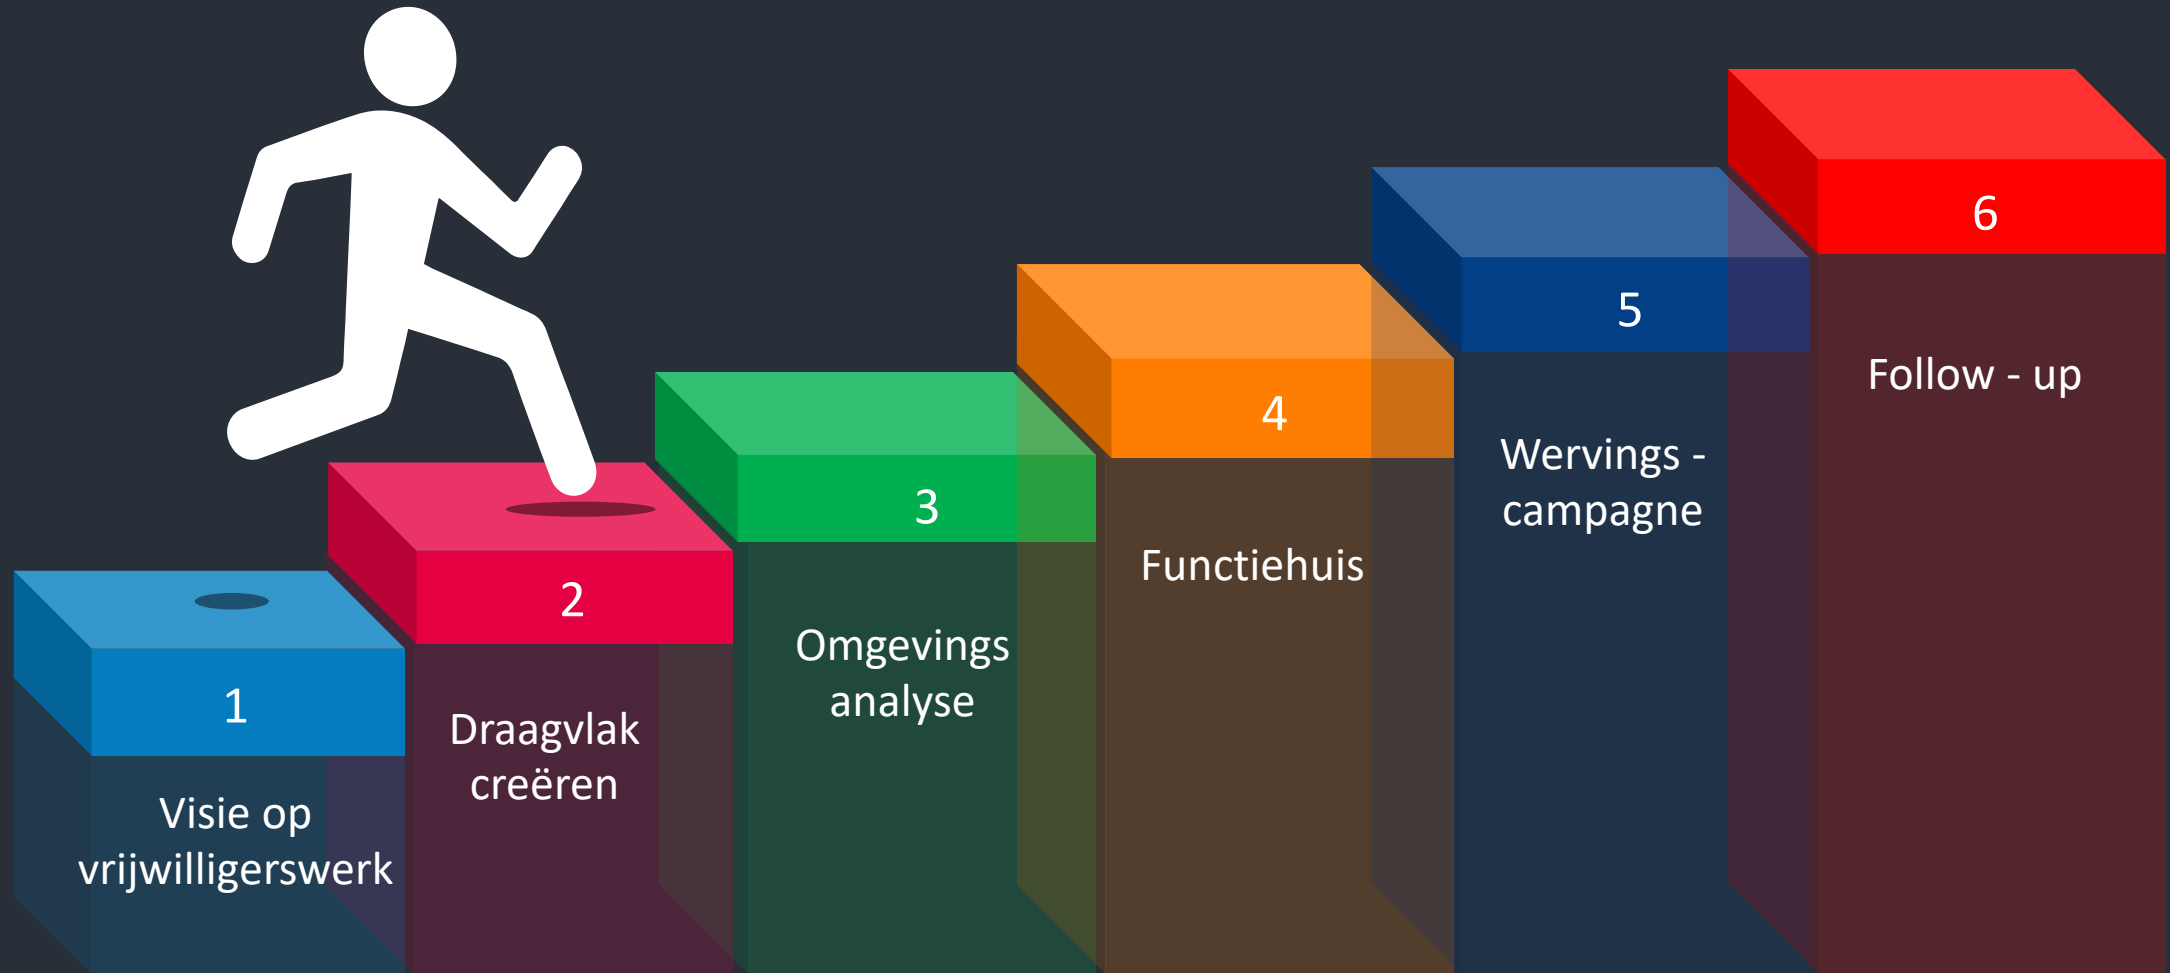 1
Visie op
vrijwilligerswerk
2
Draagvlak
creëren
3
Omgevings
analyse
4
Functiehuis
5
Wervings -
campagne
6
Follow - up